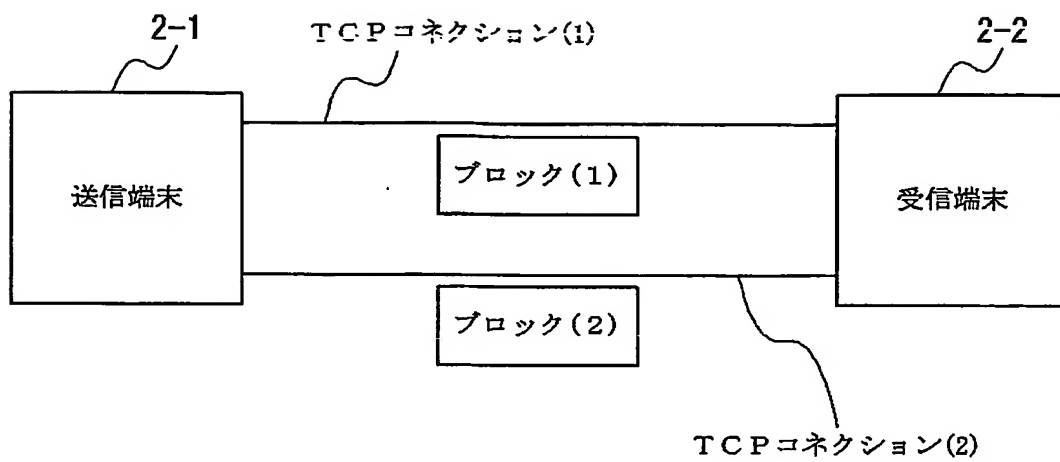 2-1
TCPコネクション(1)
2-2
送信端末
ブロック(1)
受信端末
ブロック(2)
TCPコネクション(2)